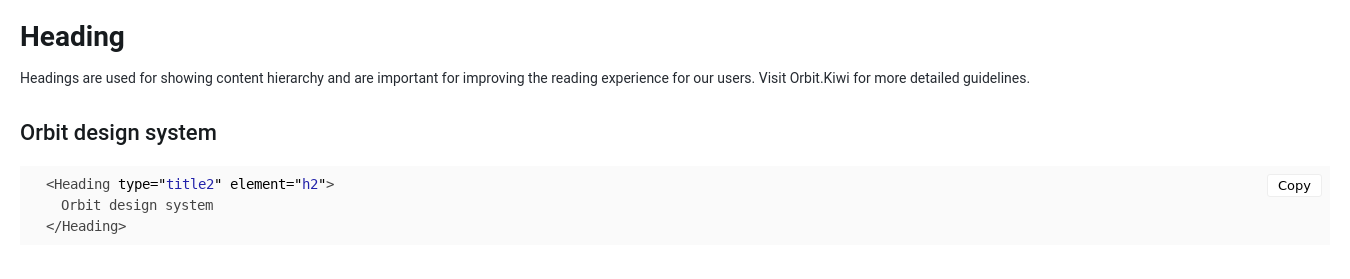 Heading
Headings are used for showing content hierarchy and are important for improving the reading experience for our users. Visit Orbit.Kiwi for more detailed guidelines.
Orbit design system
<Heading type="title2" element="h2">
Copy
Orbit design system
</Heading>